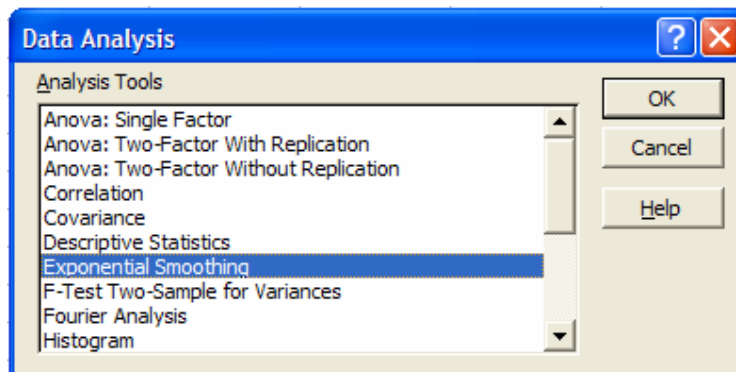 Data Analysis
Analysis Tools
Anova: Single Factor
Anova: Two-Factor With Replication
Anova: Two-Factor Without Replication
Correlation
Covariance
Descriptive Statistics
Exponential Smoothing
F-Test Two-Sample for Variances
Fourier Analysis
Histogram
OK
Cancel
Help